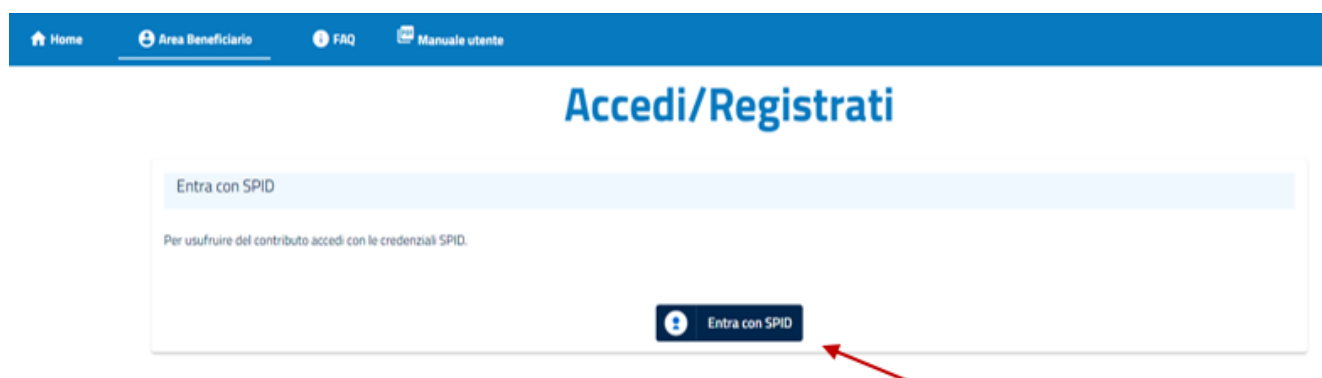 Home Area Beneficiario FAQ Manuale utente
Accedi/Registrati
Entra con SPID
Per usufruire del contributo accedi con le credenziali SPID.
Entra con SPID